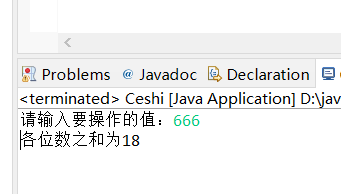 Problems @ Javadoc Declaration
<terminated> Ceshi [Java Application] D:\jav
请输入要操作的值：666
各位数之和为18